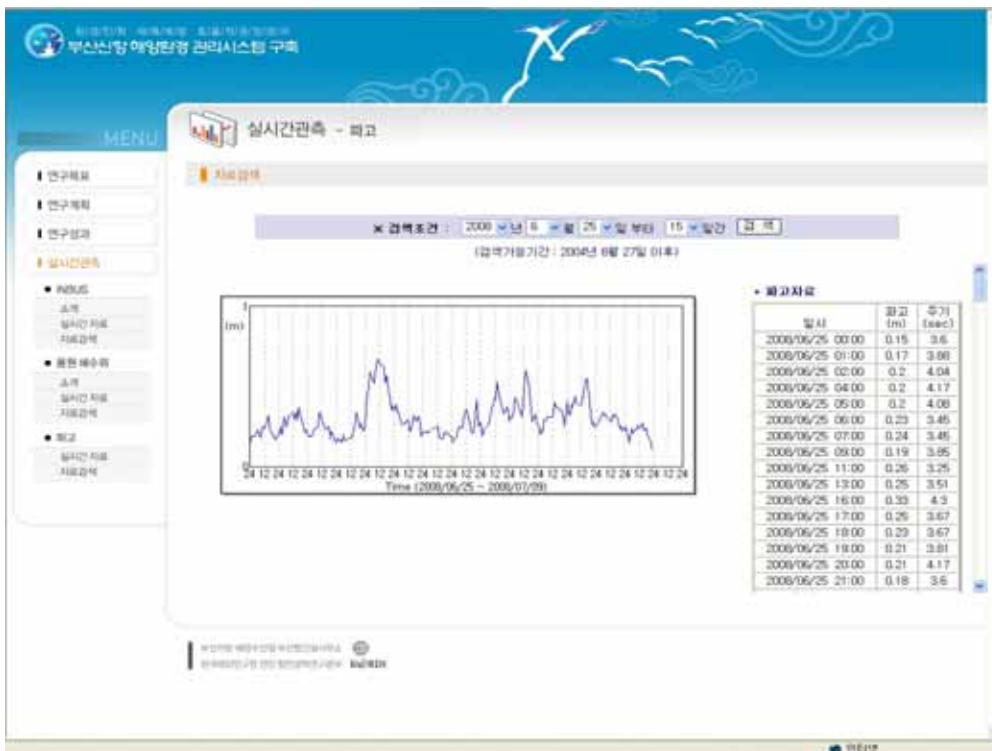 부산신항 해양환경 관리시스템 구축
MENU
실시간관측 - 파고
연구목표
연구계획
연구성과
실시간관측
INBUS
소개
실시간 자료
자료검색
소개
실시간 자료
자료검색
파고
실시간 자료
자료검색
자료검색
※ 검색조건 : 2008 년 6 월 25 일 부터 15 일간 검 색
(검색가능기간 : 2004년 6월 27일 이후)
1
(m)
0
24 12 24 12 24 12 24 12 24 12 24 12 24 12 24 12 24 12 24 12 24 12 24 12 24 12 24 12 24 12 24
Time (2008/06/25 ~ 2008/07/09)
파고자료
일시 파고 (m) 주기 (sec)
2008/06/25 00:00 0.15 3.6
2008/06/25 01:00 0.17 3.88
2008/06/25 02:00 0.2 4.04
2008/06/25 04:00 0.2 4.17
2008/06/25 05:00 0.2 4.08
2008/06/25 06:00 0.23 3.45
2008/06/25 07:00 0.24 3.45
2008/06/25 09:00 0.19 3.85
2008/06/25 11:00 0.26 3.25
2008/06/25 13:00 0.25 3.51
2008/06/25 16:00 0.33 4.3
2008/06/25 17:00 0.25 3.67
2008/06/25 18:00 0.23 3.67
2008/06/25 19:00 0.21 3.81
2008/06/25 20:00 0.21 4.17
2008/06/25 21:00 0.18 3.6
인터넷